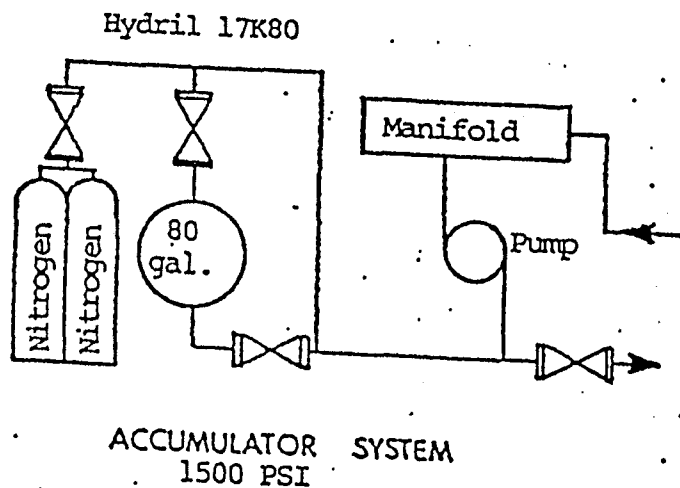 Hydril 17K80
Manifold
Pump
80
gal.
Nitrogen
Nitrogen
ACCUMULATOR SYSTEM
1500 PSI